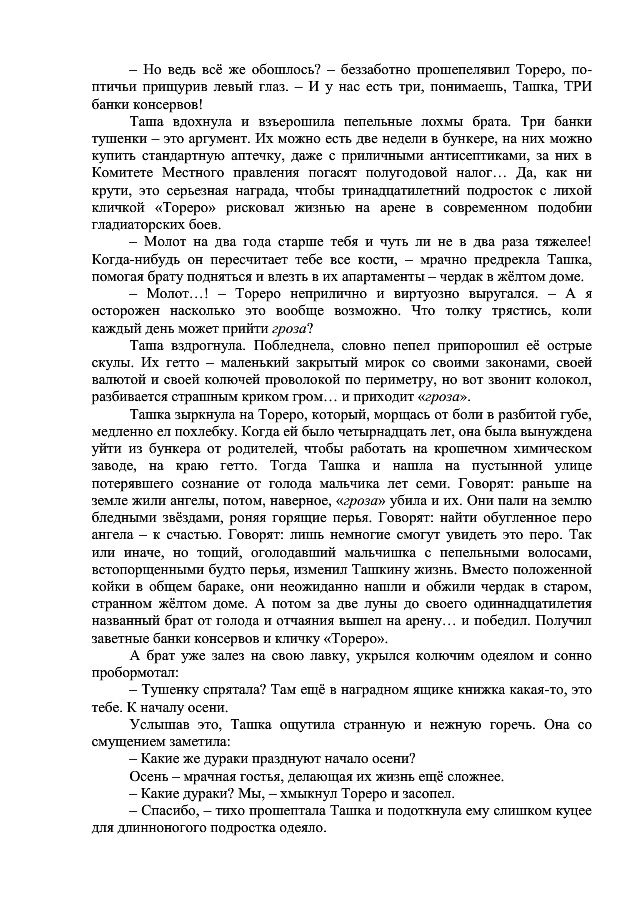 – Но ведь всё же обошлось? – беззаботно прошепелявил Тореро, по-
птичьи прищурив левый глаз. – И у нас есть три, понимаешь, Ташка, ТРИ
банки консервов!
Таша вдохнула и взъерошила пепельные лохмы брата. Три банки
тушенки – это аргумент. Их можно есть две недели в бункере, на них можно
купить стандартную аптечку, даже с приличными антисептиками, за них в
Комитете Местного правления погасят полугодовой налог… Да, как ни
крути, это серьезная награда, чтобы тринадцатилетний подросток с лихой
кличкой «Тореро» рисковал жизнью на арене в современном подобии
гладиаторских боев.
– Молот на два года старше тебя и чуть ли не в два раза тяжелее!
Когда-нибудь он пересчитает тебе все кости, – мрачно предрекла Ташка,
помогая брату подняться и влезть в их апартаменты – чердак в жёлтом доме.
– Молот…! – Тореро неприлично и виртуозно выругался. – А я
осторожен насколько это вообще возможно. Что толку трястись, коли
каждый день может прийти гроза?
Таша вздрогнула. Побледнела, словно пепел припорошил её острые
скулы. Их гетто – маленький закрытый мирок со своими законами, своей
валютой и своей колючей проволокой по периметру, но вот звонит колокол,
разбивается страшным криком гром… и приходит «гроза».
Ташка зыркнула на Тореро, который, морщась от боли в разбитой губе,
медленно ел похлебку. Когда ей было четырнадцать лет, она была вынуждена
уйти из бункера от родителей, чтобы работать на крошечном химическом
заводе, на краю гетто. Тогда Ташка и нашла на пустынной улице
потерявшего сознание от голода мальчика лет семи. Говорят: раньше на
земле жили ангелы, потом, наверное, «гроза» убила и их. Они пали на землю
бледными звёздами, роняя горящие перья. Говорят: найти обугленное перо
ангела – к счастью. Говорят: лишь немногие смогут увидеть это перо. Так
или иначе, но тощий, оголодавший мальчишка с пепельными волосами,
встопорщенными будто перья, изменил Ташкину жизнь. Вместо положенной
койки в общем бараке, они неожиданно нашли и обжили чердак в старом,
странном жёлтом доме. А потом за две луны до своего одиннадцатилетия
названный брат от голода и отчаяния вышел на арену… и победил. Получил
заветные банки консервов и кличку «Тореро».
А брат уже залез на свою лавку, укрылся колючим одеялом и сонно
пробормотал:
– Тушенку спрятала? Там ещё в наградном ящике книжка какая-то, это
тебе. К началу осени.
Услышав это, Ташка ощутила странную и нежную горечь. Она со
смущением заметила:
– Какие же дураки празднуют начало осени?
Осень – мрачная гостья, делающая их жизнь ещё сложнее.
– Какие дураки? Мы, – хмыкнул Тореро и засопел.
– Спасибо, – тихо прошептала Ташка и подоткнула ему слишком куцее
для длинноногого подростка одеяло.